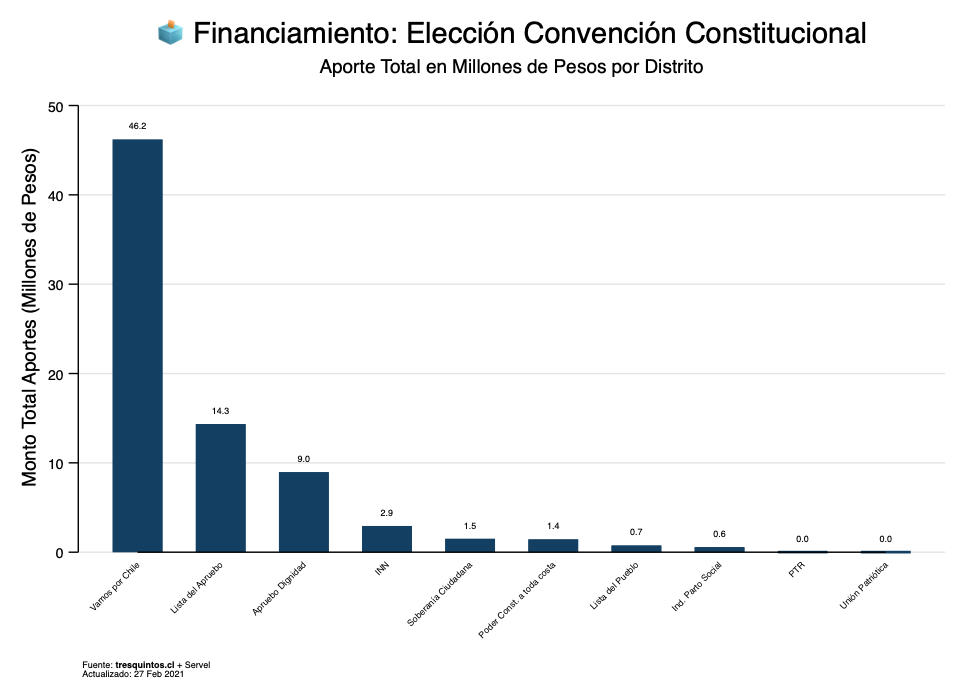 Financiamiento: Elección Convención Constitucional
Aporte Total en Millones de Pesos por Distrito
Monto Total Aportes (Millones de Pesos)
50
40
30
20
10
0
46.2
14.3
9.0
2.9
1.5
1.4
0.7
0.6
0.0
0.0
Vamos por Chile
Lista del Apruebo
Apruebo Dignidad
INN
Soberanía Ciudadana
Poder Const. a toda costa
Lista del Pueblo
Ind. Parto Social
PTR
Unión Patriótica
Fuente: tresquintos.cl + Servel
Actualizado: 27 Feb 2021